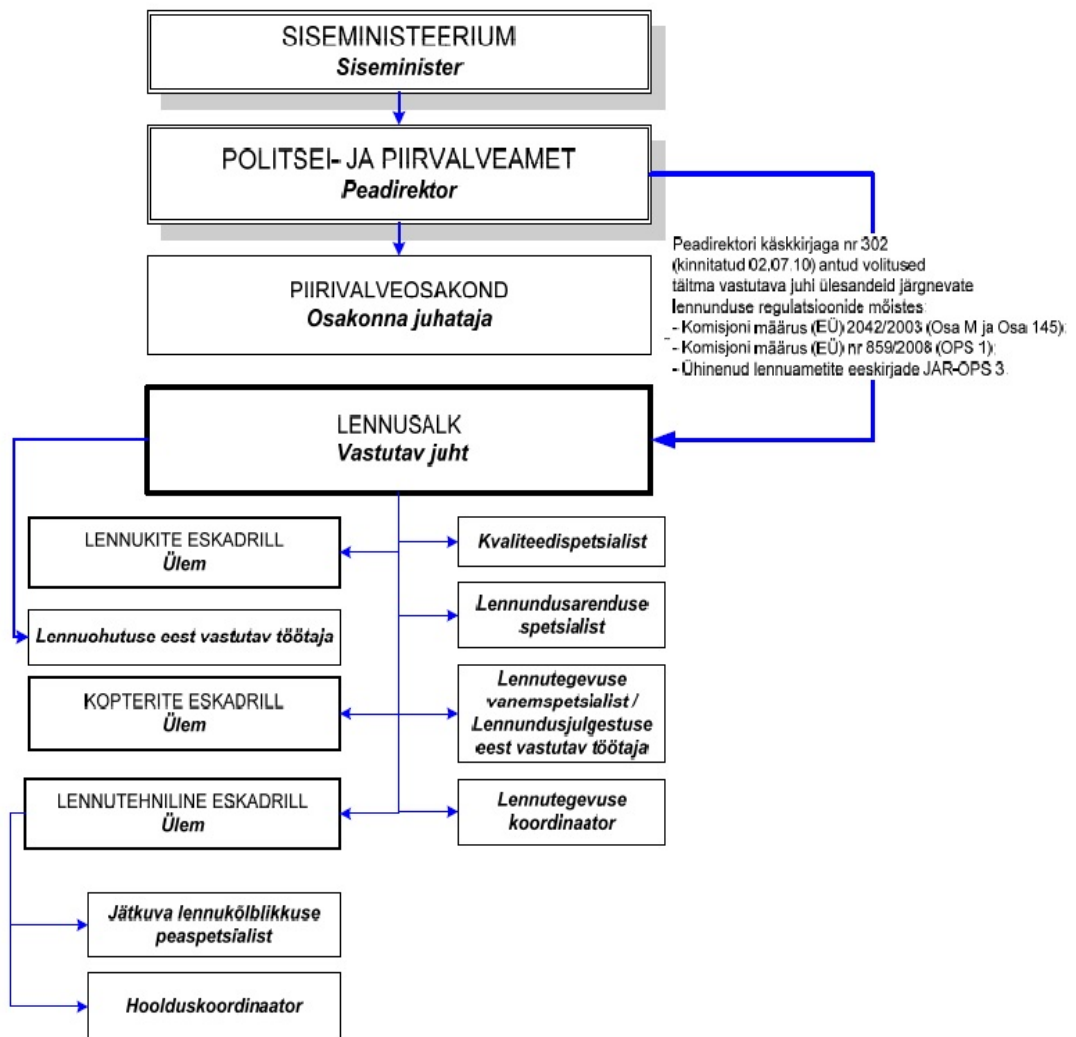 SISEMINISTEERIUM
Siseminister
POLITSEI- JA PIIRVALVEAMET
Peadirektor
Peadirektori käskkirjaga nr 302
(kinnitatud 02.07.10) antud volitused
täitma vastutava juhi ülesandeid järgnevate
lennunduse regulatsioonide mõistes:
- Komisjoni määrus (EÜ) 2042/2003 (Osa M ja Osa 145);
- Komisjoni määrus (EÜ) nr 859/2008 (OPS 1);
- Ühinenud lennuametite eeskirjade JAR-OPS 3.
PIIRIVALVEOSAKOND
Osakonna juhataja
LENNUSALK
Vastutav juht
LENNUKITE ESKADRILL
Ülem
Kvaliteedispetsialist
Lennuohutuse eest vastutav töötaja
Lennundusarenduse
spetsialist
KOPTERITE ESKADRILL
Ülem
Lennutegevuse
vanemspetsialist /
Lennundusjulgestuse
eest vastutav töötaja
LENNUTEHNILINE ESKADRILL
Ülem
Lennutegevuse
koordinaator
Jätkuva lennukõlblikkuse
peaspetsialist
Hoolduskoordinaator